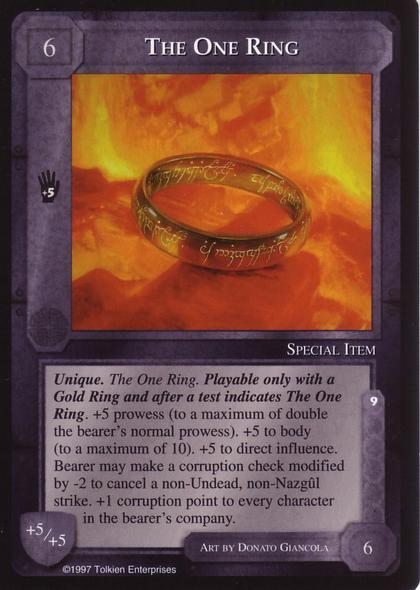 6
THE ONE RING
+5
SPECIAL ITEM
Unique. The One Ring. Playable only with a
Gold Ring and after a test indicates The One
Ring. +5 prowess (to a maximum of double
the bearer's normal prowess). +5 to body
(to a maximum of 10). +5 to direct influence.
Bearer may make a corruption check modified
by -2 to cancel a non-Undead, non-Nazgûl
strike. +1 corruption point to every character
in the bearer's company.
9
+5/+5
ART BY DONATO GIANCOLA
6
©1997 Tolkien Enterprises